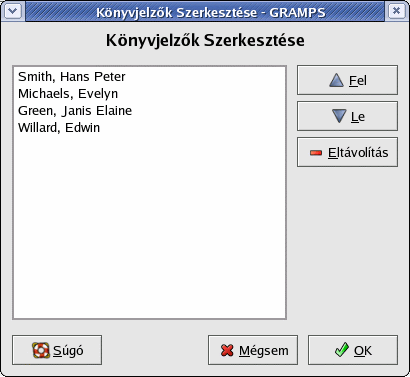 Könyvjelzők Szerkesztése - GRAMPS
Könyvjelzők Szerkesztése
Smith, Hans Peter
Michaels, Evelyn
Green, Janis Elaine
Willard, Edwin
Fel
Le
Eltávolítás
Súgó
Mégsem
OK